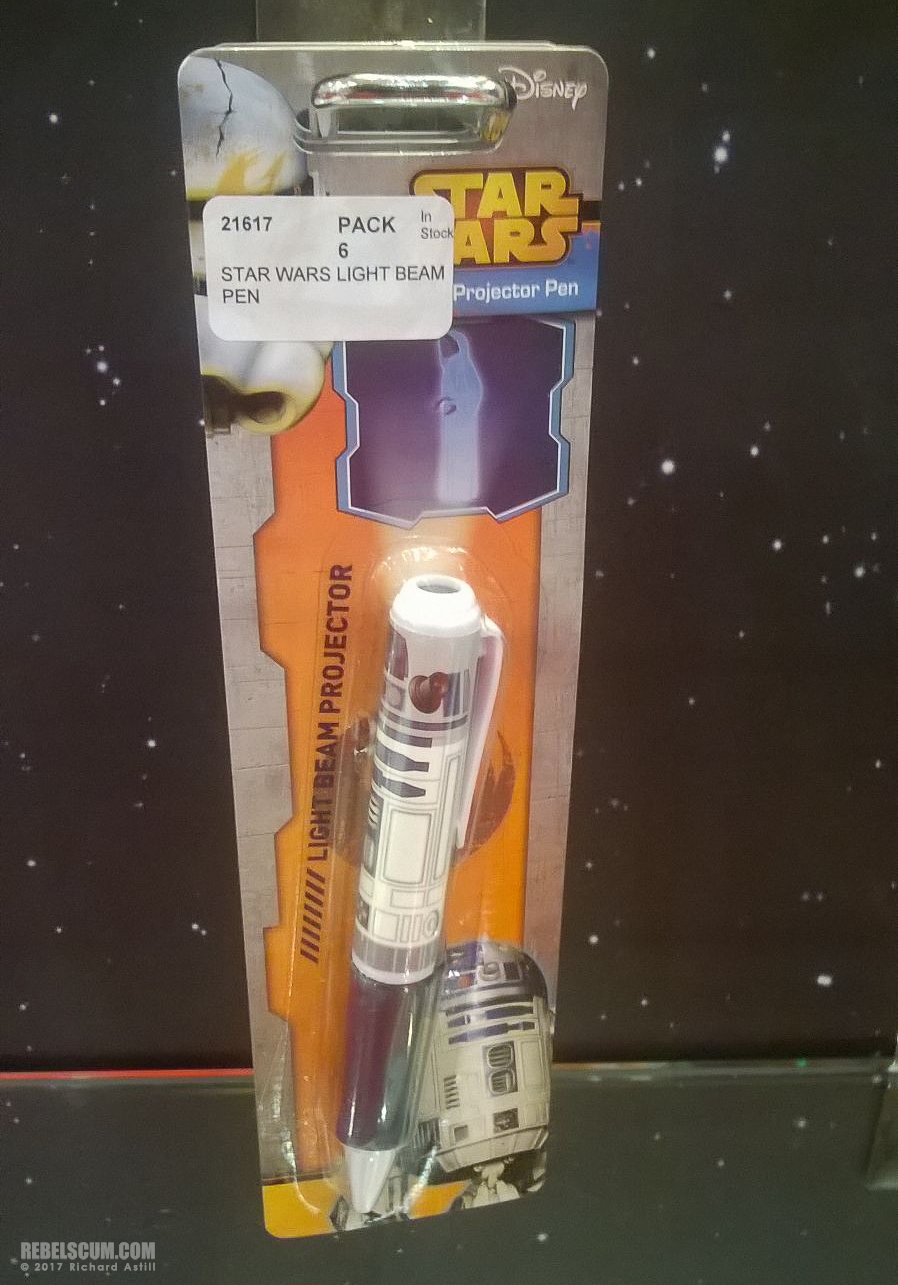 Disney
STAR
WARS
21617 PACK In
6 Stock
STAR WARS LIGHT BEAM
PEN
Projector Pen
LIGHT BEAM PROJECTOR
REBELSCUM.COM
© 2017 Richard Astill